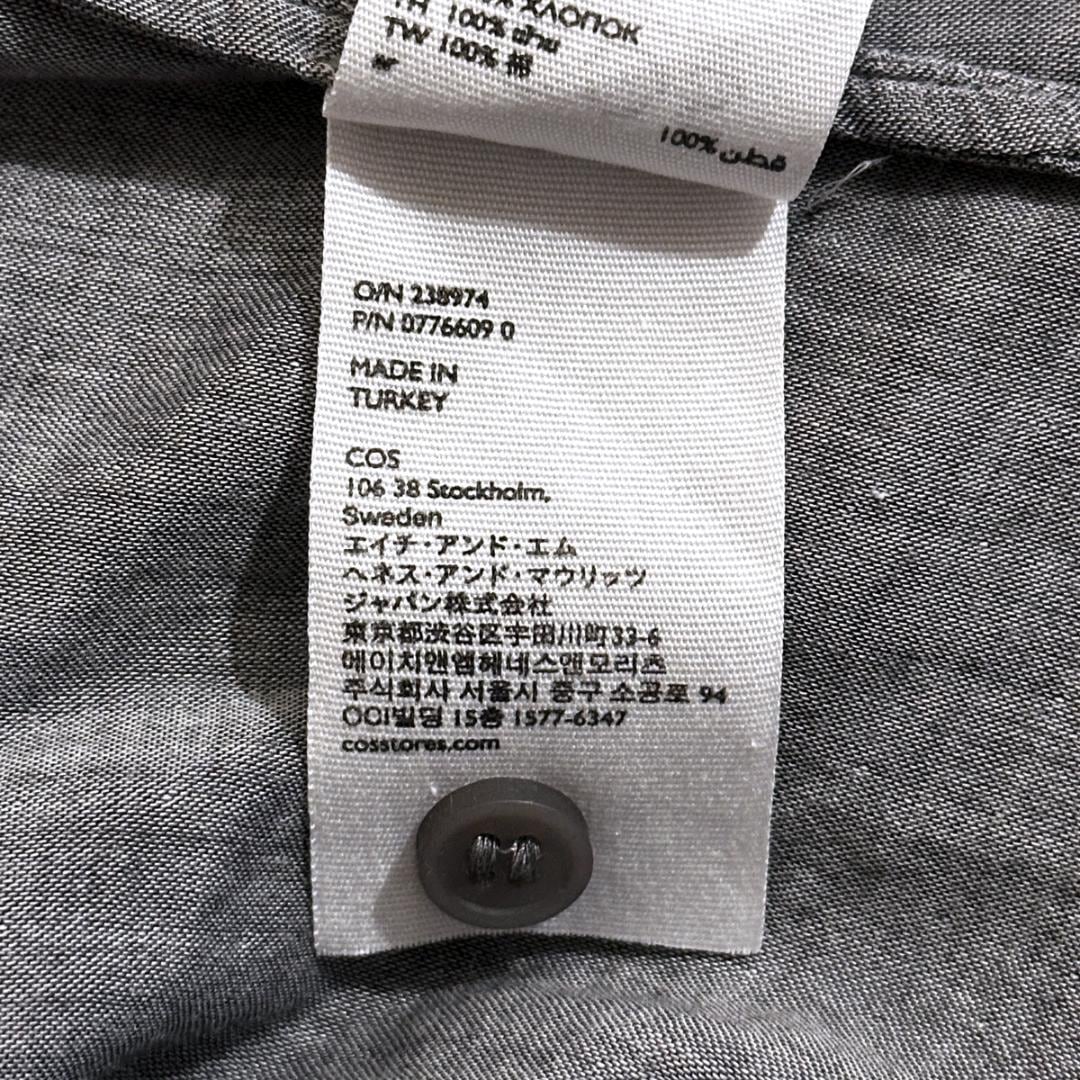 % ХЛОПОК
TH 100% ฝ้าย
TW 100% 棉
100% قطن
O/N 238974
P/N 0776609 0
MADE IN
TURKEY
COS
106 38 Stockholm,
Sweden
エイチ・アンド・エム
ヘネス・アンド・マウリッツ
ジャパン株式会社
東京都渋谷区宇田川町33-6
에이치앤엠헤네스앤모리츠
주식회사 서울시 중구 소공로 94
OCI빌딩 15층 1577-6347
cosstores.com